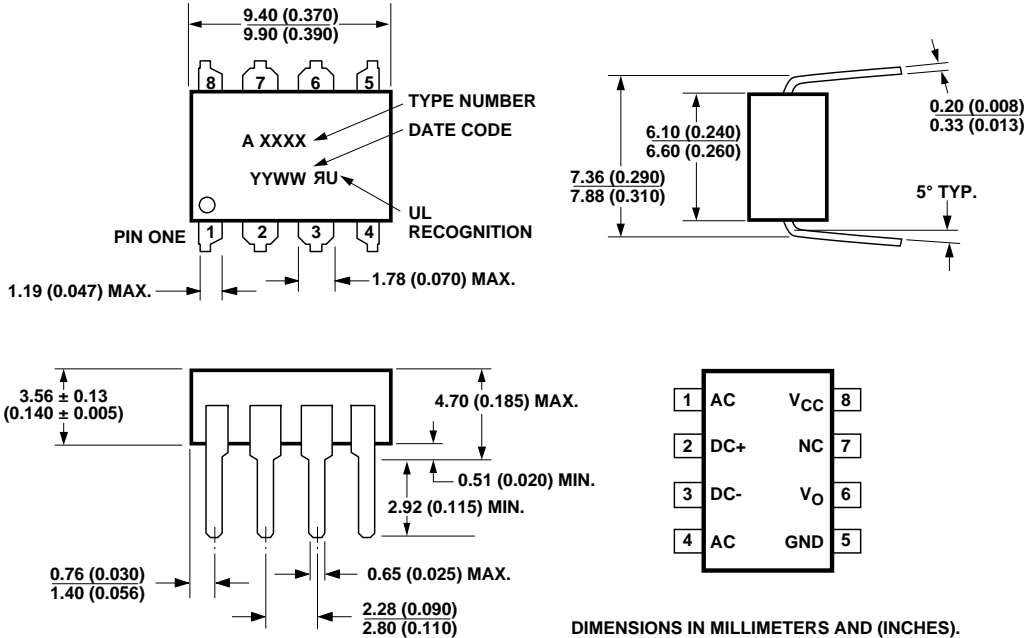 9.40 (0.370)
9.90 (0.390)
8 7 6 5
TYPE NUMBER
A XXXX
DATE CODE
YYWW ЯU
UL
RECOGNITION
PIN ONE
1 2 3 4
1.19 (0.047) MAX.
1.78 (0.070) MAX.
0.20 (0.008)
0.33 (0.013)
6.10 (0.240)
6.60 (0.260)
7.36 (0.290)
7.88 (0.310)
5° TYP.
3.56 ± 0.13
(0.140 ± 0.005)
4.70 (0.185) MAX.
0.51 (0.020) MIN.
2.92 (0.115) MIN.
0.76 (0.030)
1.40 (0.056)
0.65 (0.025) MAX.
2.28 (0.090)
2.80 (0.110)
1 AC VCC 8
2 DC+ NC 7
3 DC- VO 6
4 AC GND 5
DIMENSIONS IN MILLIMETERS AND (INCHES).